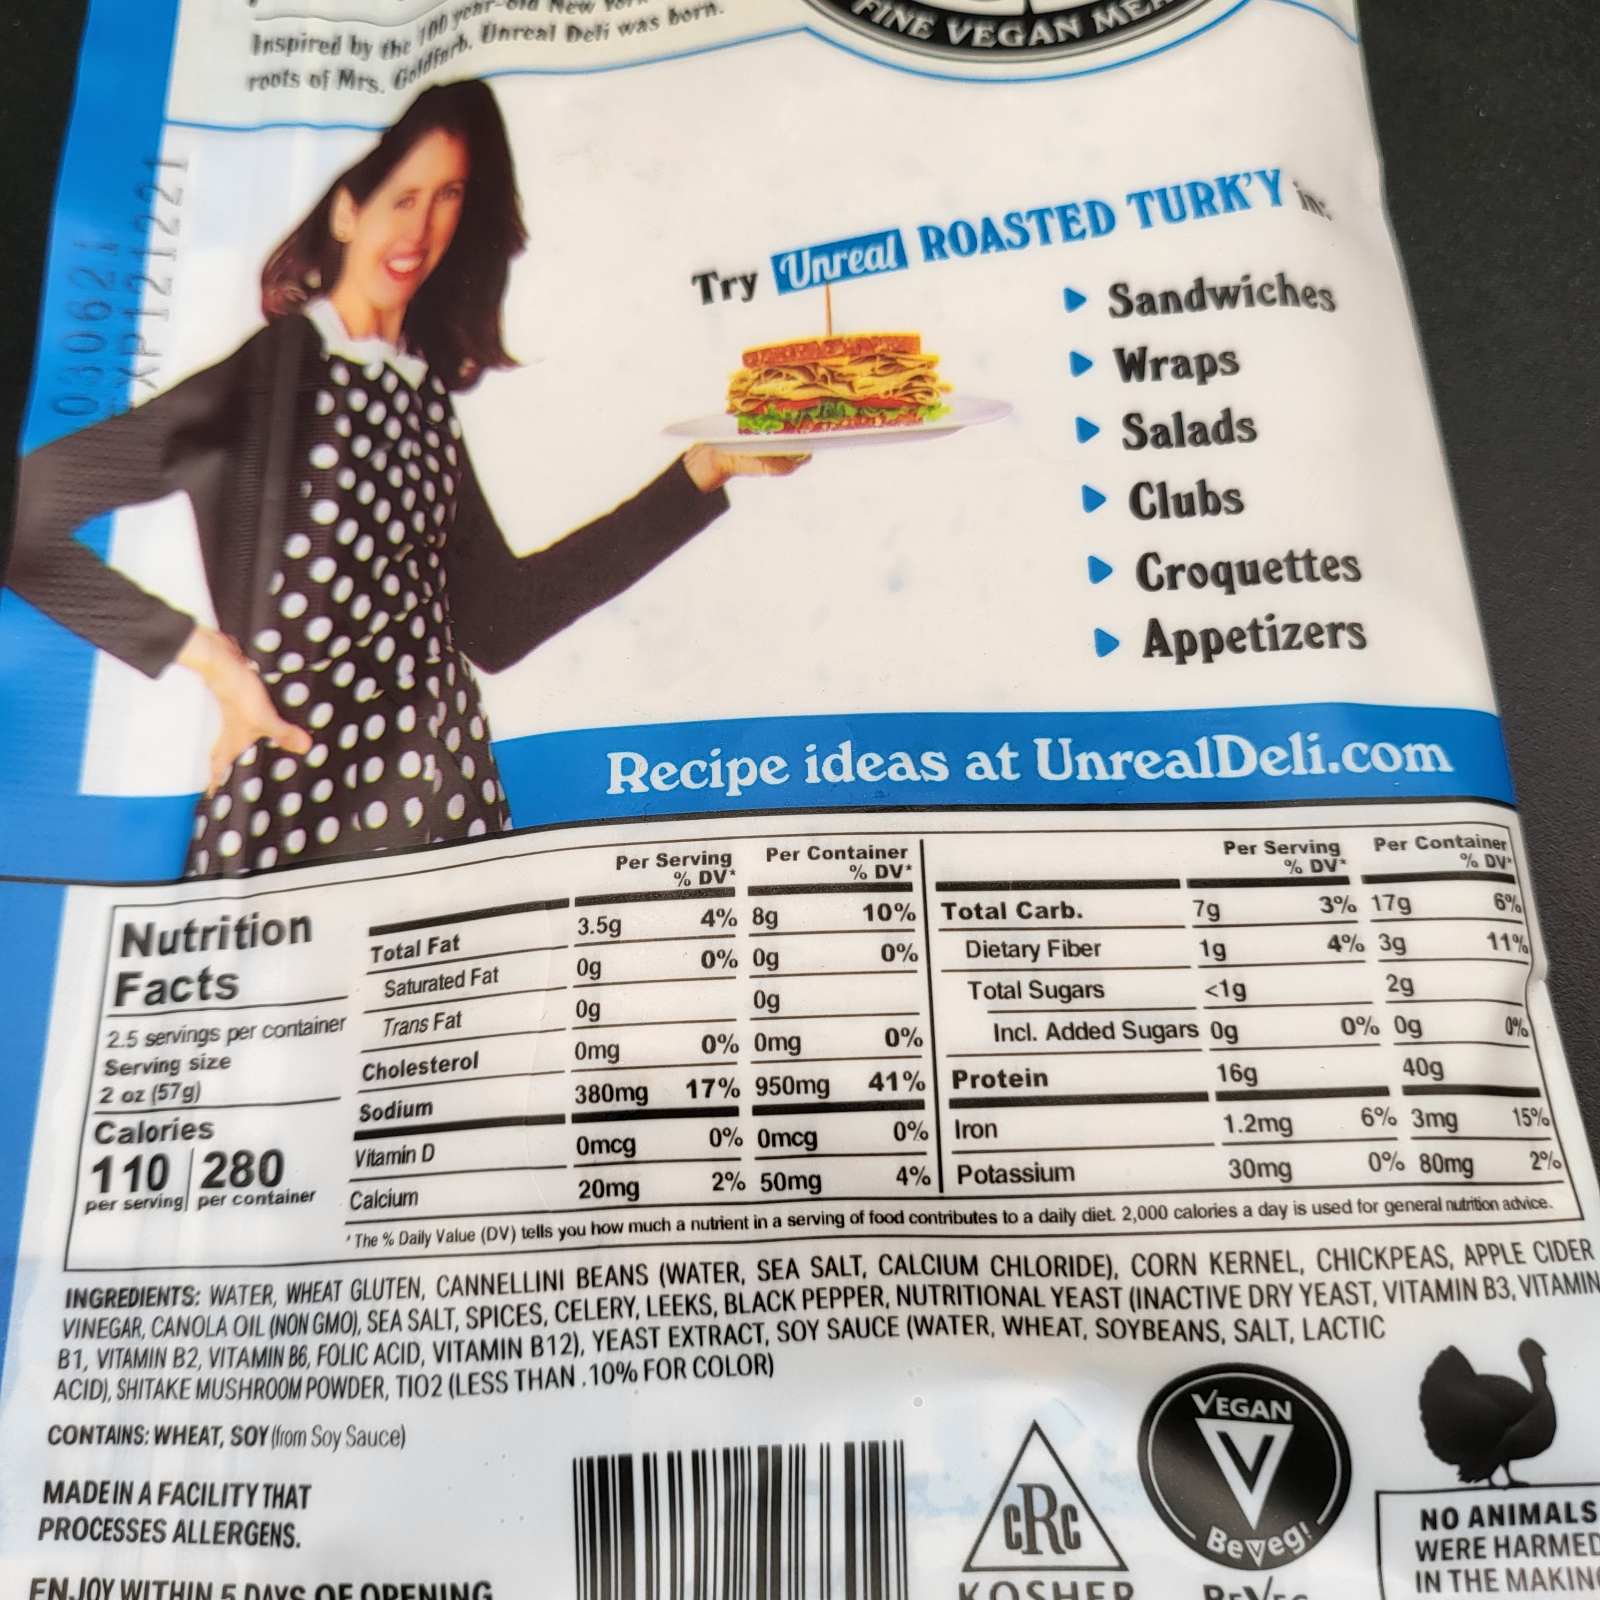 Inspired by the 100 year-old New
roots of Mrs. Goldfarb, Unreal Deli was born.
FINE VEGAN
030621
EXP121221
Try Unreal ROASTED TURK'Y in:
▶ Sandwiches
▶ Wraps
▶ Salads
▶ Clubs
▶ Croquettes
▶ Appetizers
Recipe ideas at UnrealDeli.com
Nutrition
Facts
2.5 servings per container
Serving size
2 oz (57g)
Calories
110 280
per serving per container
Per Serving Per Container
% DV* % DV*
Total Fat 3.5g 4% 8g 10%
Saturated Fat 0g 0% 0g 0%
Trans Fat 0g 0g
Cholesterol 0mg 0% 0mg 0%
Sodium 380mg 17% 950mg 41%
Vitamin D 0mcg 0% 0mcg 0%
Calcium 20mg 2% 50mg 4%
Per Serving Per Container
% DV* % DV*
Total Carb. 7g 3% 17g 6%
Dietary Fiber 1g 4% 3g 11%
Total Sugars <1g 2g
Incl. Added Sugars 0g 0% 0g 0%
Protein 16g 40g
Iron 1.2mg 6% 3mg 15%
Potassium 30mg 0% 80mg 2%
*The % Daily Value (DV) tells you how much a nutrient in a serving of food contributes to a daily diet. 2,000 calories a day is used for general nutrition advice.
INGREDIENTS: WATER, WHEAT GLUTEN, CANNELLINI BEANS (WATER, SEA SALT, CALCIUM CHLORIDE), CORN KERNEL, CHICKPEAS, APPLE CIDER
VINEGAR, CANOLA OIL (NON GMO), SEA SALT, SPICES, CELERY, LEEKS, BLACK PEPPER, NUTRITIONAL YEAST (INACTIVE DRY YEAST, VITAMIN B3, VITAMIN
B1, VITAMIN B2, VITAMIN B6, FOLIC ACID, VITAMIN B12), YEAST EXTRACT, SOY SAUCE (WATER, WHEAT, SOYBEANS, SALT, LACTIC
ACID), SHITAKE MUSHROOM POWDER, TIO2 (LESS THAN .10% FOR COLOR)
CONTAINS: WHEAT, SOY (from Soy Sauce)
MADE IN A FACILITY THAT
PROCESSES ALLERGENS.
ENJOY WITHIN 5 DAYS OF OPENING
cRc
KOSHER
VEGAN
V
BeVeg!
BEVEG
NO ANIMALS
WERE HARMED
IN THE MAKING